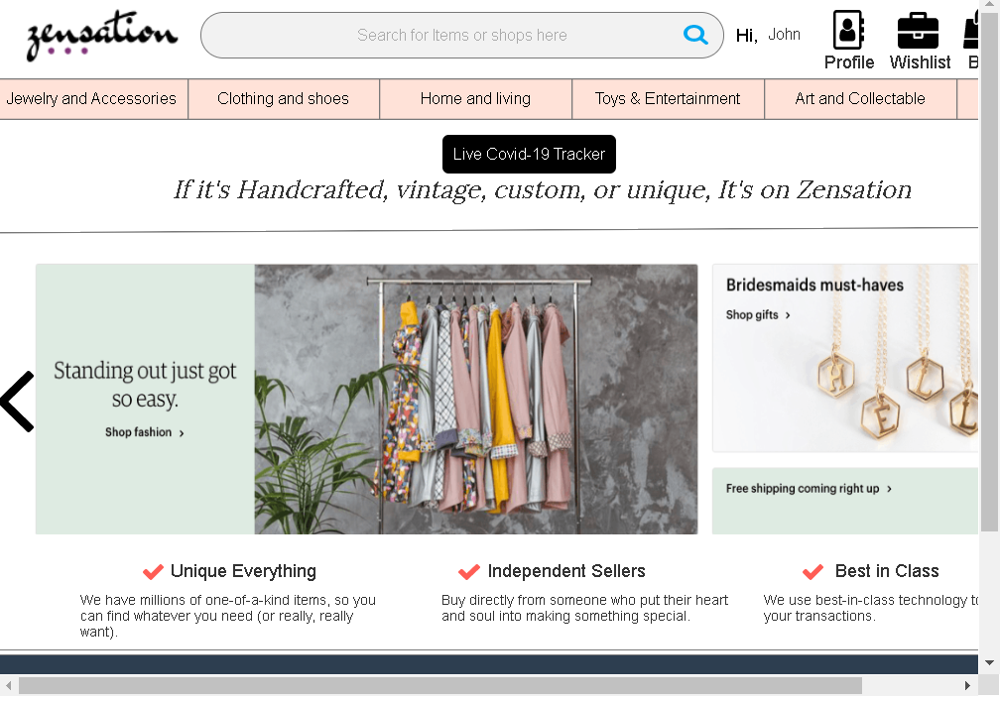 zensation
Search for Items or shops here
Hi, John
Profile
Wishlist
B
Jewelry and Accessories
Clothing and shoes
Home and living
Toys & Entertainment
Art and Collectable
Live Covid-19 Tracker
If it's Handcrafted, vintage, custom, or unique, It's on Zensation
Standing out just got
so easy.
Shop fashion
Bridesmaids must-haves
Shop gifts
H
E
L
L
Free shipping coming right up
Unique Everything
We have millions of one-of-a-kind items, so you
can find whatever you need (or really, really
want).
Independent Sellers
Buy directly from someone who put their heart
and soul into making something special.
Best in Class
We use best-in-class technology to
your transactions.